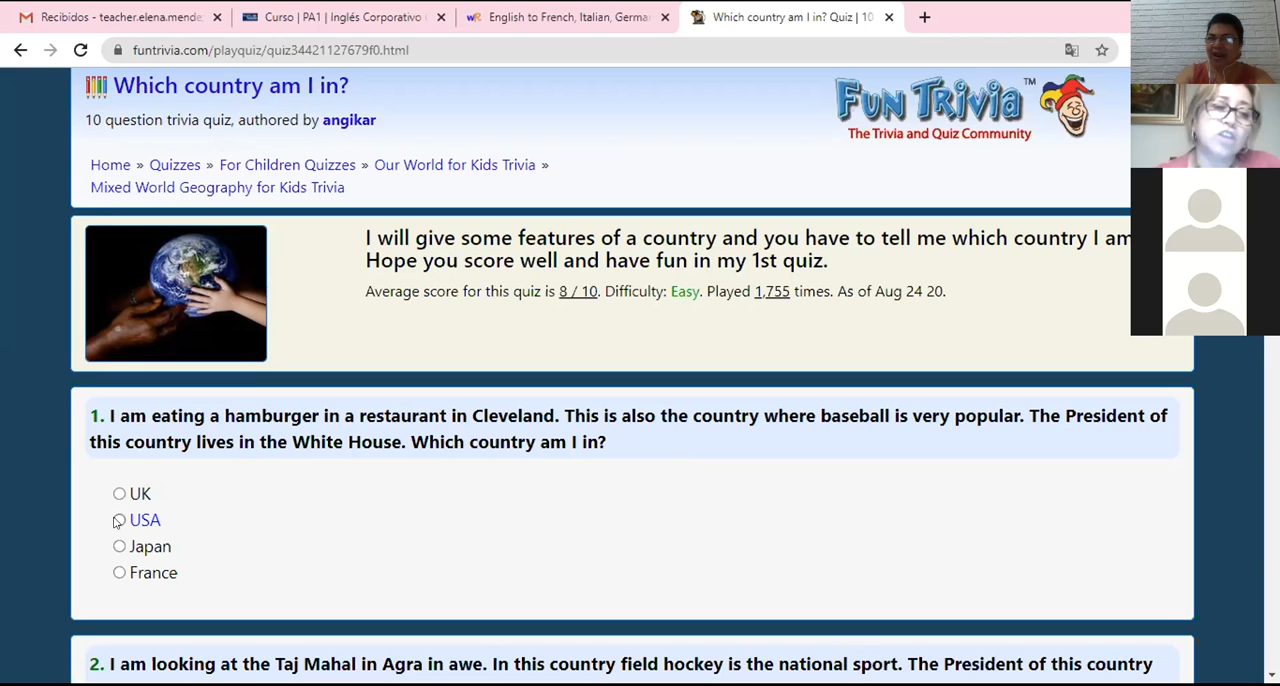 Recibidos - teacher.elena.mende
Curso | PA1 | Inglés Corporativo
English to French, Italian, Germa
Which country am I in? Quiz | 10
funtrivia.com/playquiz/quiz34421127679f0.html
Which country am I in?
10 question trivia quiz, authored by angikar
Fun Trivia TM
The Trivia and Quiz Community
Home » Quizzes » For Children Quizzes » Our World for Kids Trivia »
Mixed World Geography for Kids Trivia
I will give some features of a country and you have to tell me which country I am
Hope you score well and have fun in my 1st quiz.
Average score for this quiz is 8 / 10. Difficulty: Easy. Played 1,755 times. As of Aug 24 20.
1. I am eating a hamburger in a restaurant in Cleveland. This is also the country where baseball is very popular. The President of
this country lives in the White House. Which country am I in?
UK
USA
Japan
France
2. I am looking at the Taj Mahal in Agra in awe. In this country field hockey is the national sport. The President of this country